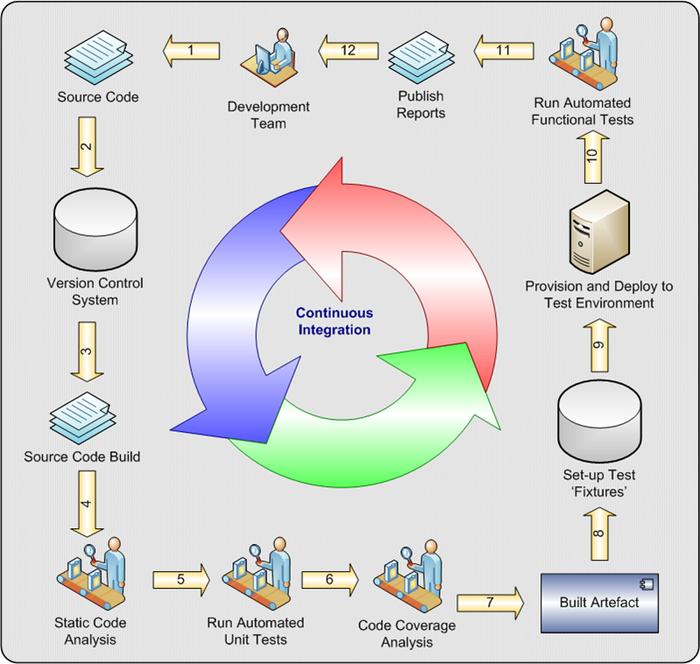 1
12
11
Source Code
Development
Team
Publish
Reports
Run Automated
Functional Tests
2
10
Version Control
System
Provision and Deploy to
Test Environment
Continuous
Integration
3
9
Source Code Build
Set-up Test
‘Fixtures’
4
8
5
6
7
Built Artefact
Static Code
Analysis
Run Automated
Unit Tests
Code Coverage
Analysis